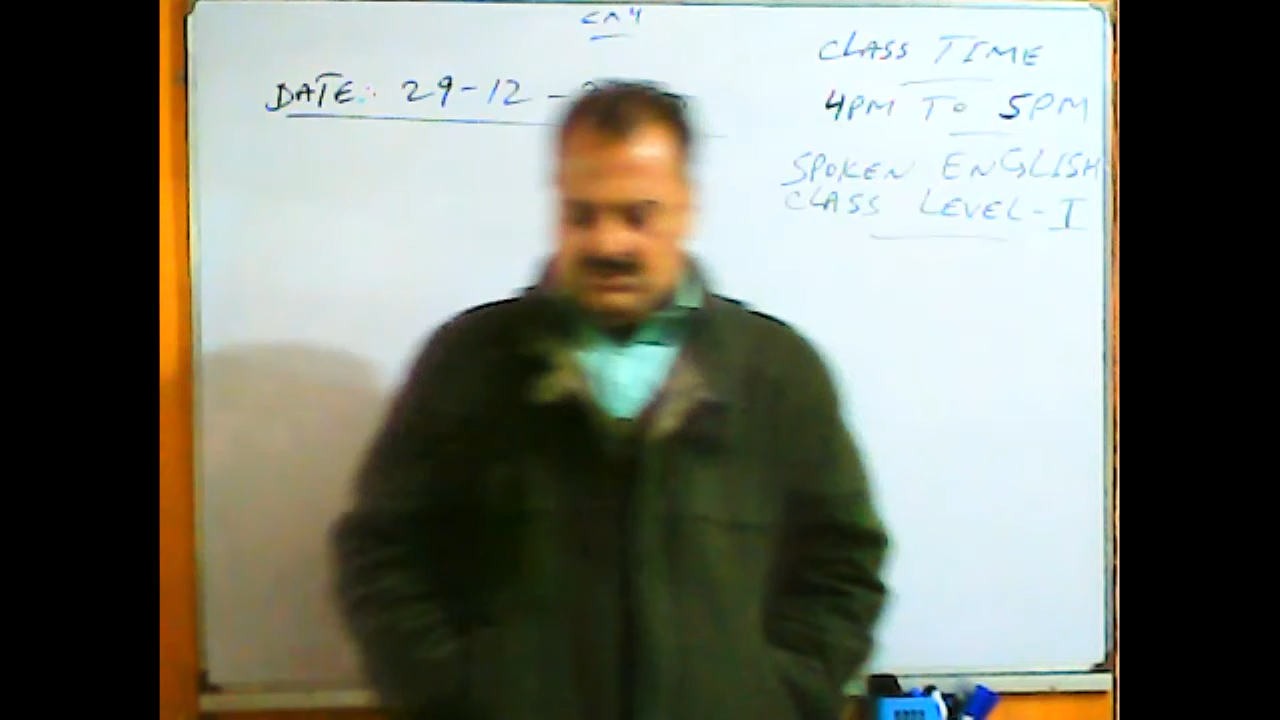 DATE: 29-12-
CLASS TIME
4PM TO 5PM
SPOKEN ENGLISH
CLASS LEVEL-I